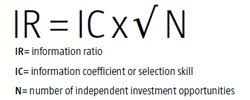 IR = IC x √ N
IR= information ratio
IC= information coefficient or selection skill
N= number of independent investment opportunities